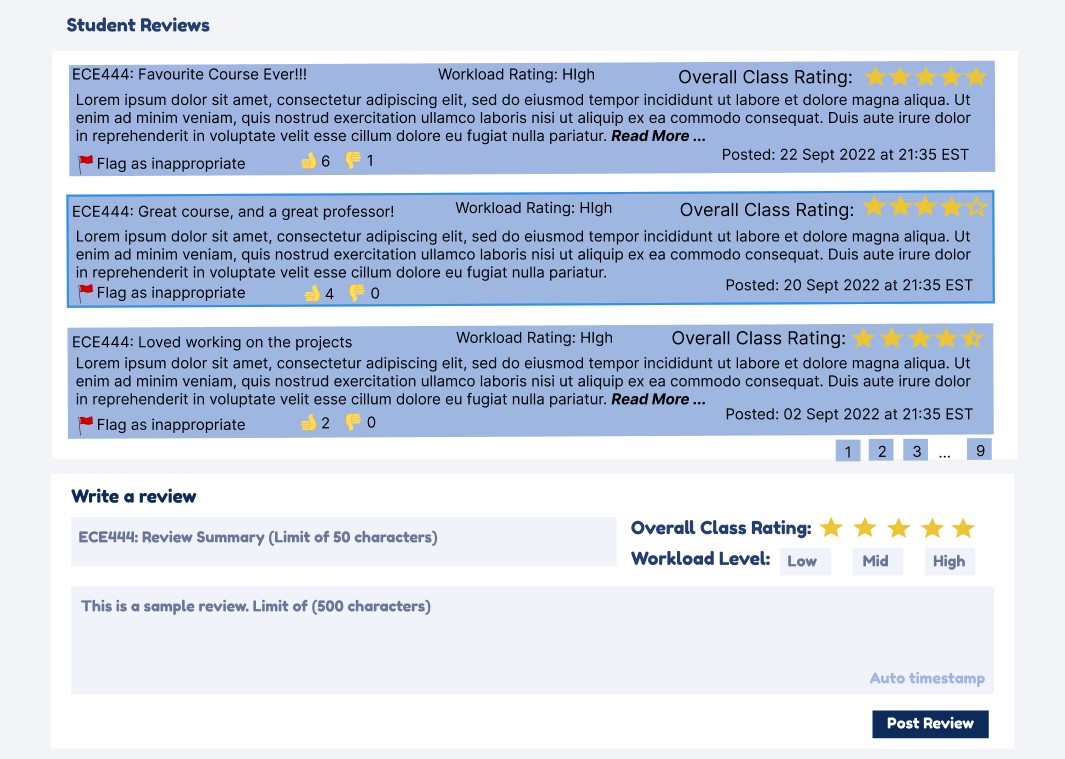 Student Reviews
ECE444: Favourite Course Ever!!! Workload Rating: HIgh Overall Class Rating:
Lorem ipsum dolor sit amet, consectetur adipiscing elit, sed do eiusmod tempor incididunt ut labore et dolore magna aliqua. Ut
enim ad minim veniam, quis nostrud exercitation ullamco laboris nisi ut aliquip ex ea commodo consequat. Duis aute irure dolor
in reprehenderit in voluptate velit esse cillum dolore eu fugiat nulla pariatur. Read More ...
Flag as inappropriate 6 1 Posted: 22 Sept 2022 at 21:35 EST
ECE444: Great course, and a great professor! Workload Rating: HIgh Overall Class Rating:
Lorem ipsum dolor sit amet, consectetur adipiscing elit, sed do eiusmod tempor incididunt ut labore et dolore magna aliqua. Ut
enim ad minim veniam, quis nostrud exercitation ullamco laboris nisi ut aliquip ex ea commodo consequat. Duis aute irure dolor
in reprehenderit in voluptate velit esse cillum dolore eu fugiat nulla pariatur.
Flag as inappropriate 4 0 Posted: 20 Sept 2022 at 21:35 EST
ECE444: Loved working on the projects Workload Rating: HIgh Overall Class Rating:
Lorem ipsum dolor sit amet, consectetur adipiscing elit, sed do eiusmod tempor incididunt ut labore et dolore magna aliqua. Ut
enim ad minim veniam, quis nostrud exercitation ullamco laboris nisi ut aliquip ex ea commodo consequat. Duis aute irure dolor
in reprehenderit in voluptate velit esse cillum dolore eu fugiat nulla pariatur. Read More ...
Flag as inappropriate 2 0 Posted: 02 Sept 2022 at 21:35 EST
1 2 3 ... 9
Write a review
ECE444: Review Summary (Limit of 50 characters) Overall Class Rating:
Workload Level: Low Mid High
This is a sample review. Limit of (500 characters)
Auto timestamp
Post Review